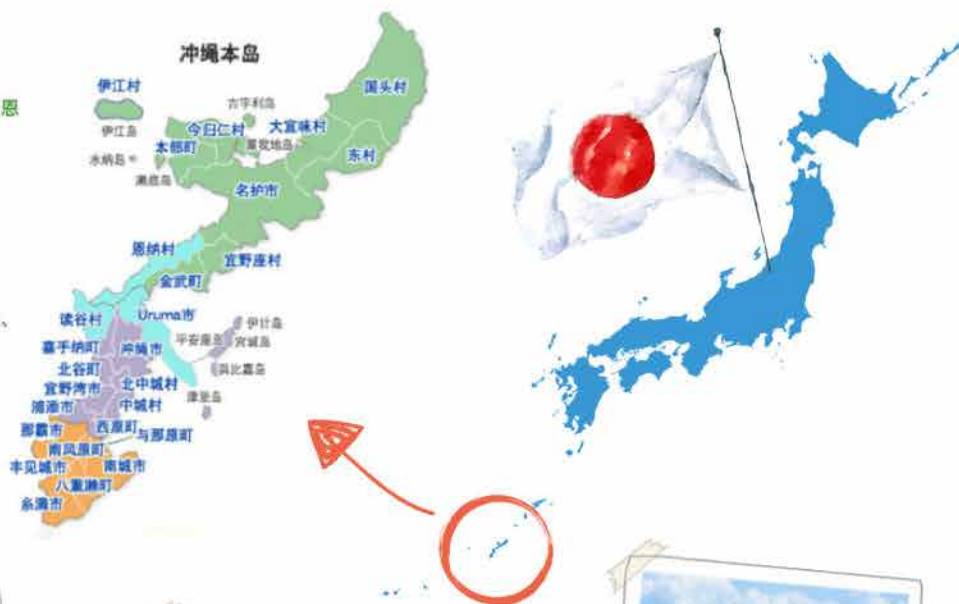 冲绳本岛
恩
伊江村
国头村
古宇利岛
伊江岛
今归仁村
大宜味村
本部町
屋我地岛
水纳岛
东村
濑底岛
名护市
恩纳村
宜野座村
金武町
读谷村
Uruma市
、
伊计岛
平安座岛
宫城岛
嘉手纳町
冲绳市
北谷町
浜比嘉岛
宜野湾市
北中城村
津坚岛
浦添市
中城村
那霸市
西原町
与那原町
南风原町
丰见城市
南城市
八重濑町
糸满市